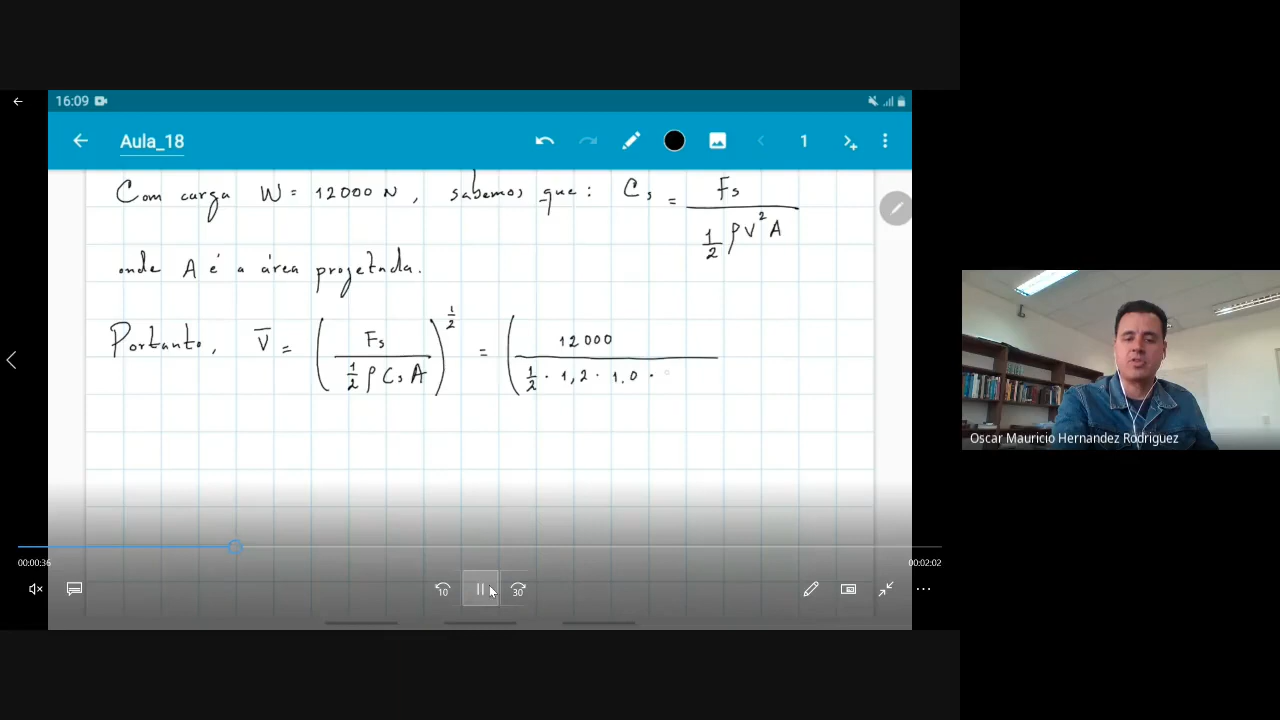 16:09
Aula_18
1
Com carga W = 12000 N, sabemos que: Cs = Fs / (1/2 ρ V² A)
onde A é a área projetada.
Portanto, V̅ = (Fs / (1/2 ρ Cs A))^(1/2) = (12000 / (1/2 · 1,2 · 1,0 ·
Oscar Mauricio Hernandez Rodriguez
00:00:36
00:02:02
10
30